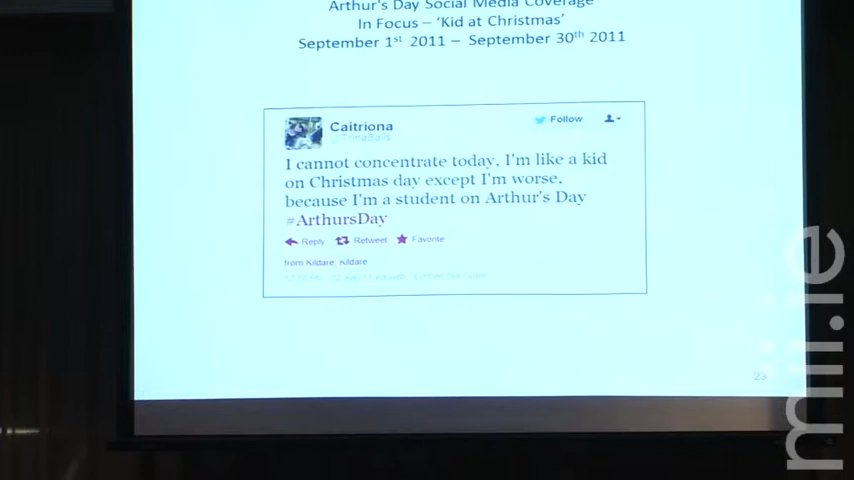 Arthur's Day Social Media Coverage
In Focus – 'Kid at Christmas'
September 1st 2011 – September 30th 2011
Caitriona
Follow
I cannot concentrate today, I'm like a kid
on Christmas day except I'm worse,
because I'm a student on Arthur's Day
#ArthursDay
Reply Retweet Favorite
from Kildare, Kildare
mii.ie